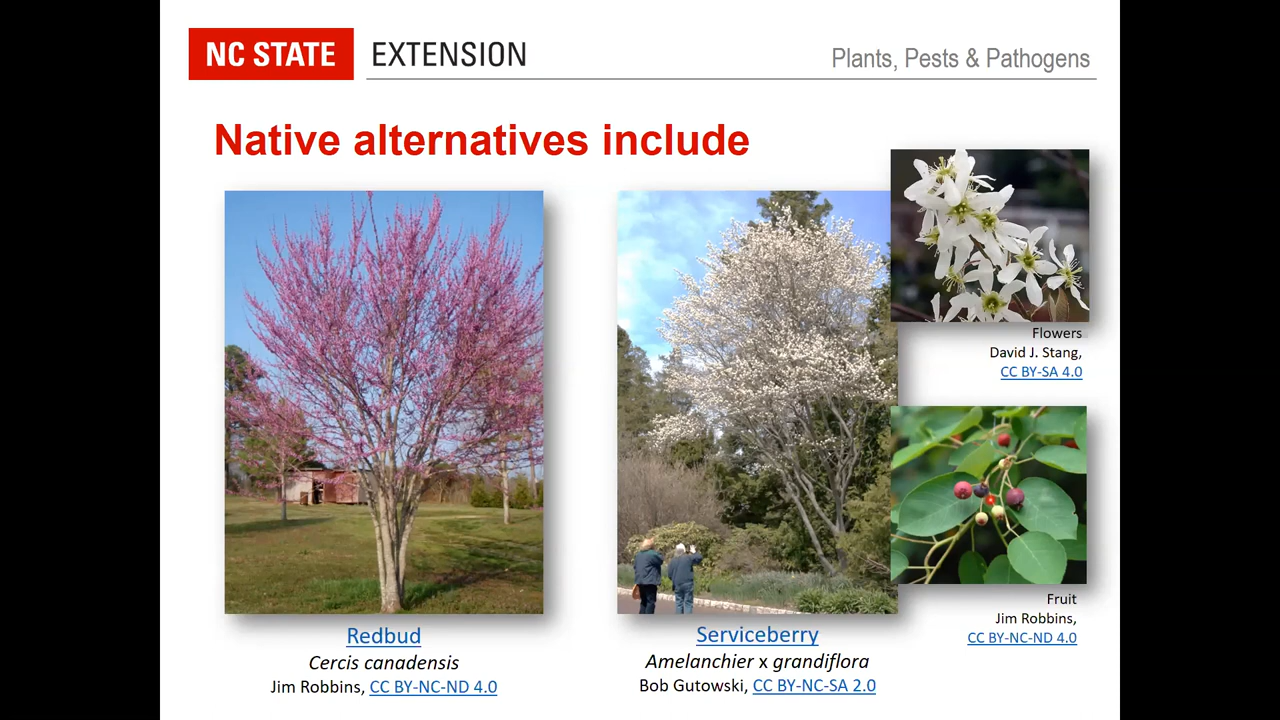 NC STATE EXTENSION
Plants, Pests & Pathogens
Native alternatives include
Flowers
David J. Stang,
CC BY-SA 4.0
Fruit
Jim Robbins,
CC BY-NC-ND 4.0
Redbud
Cercis canadensis
Jim Robbins, CC BY-NC-ND 4.0
Serviceberry
Amelanchier x grandiflora
Bob Gutowski, CC BY-NC-SA 2.0